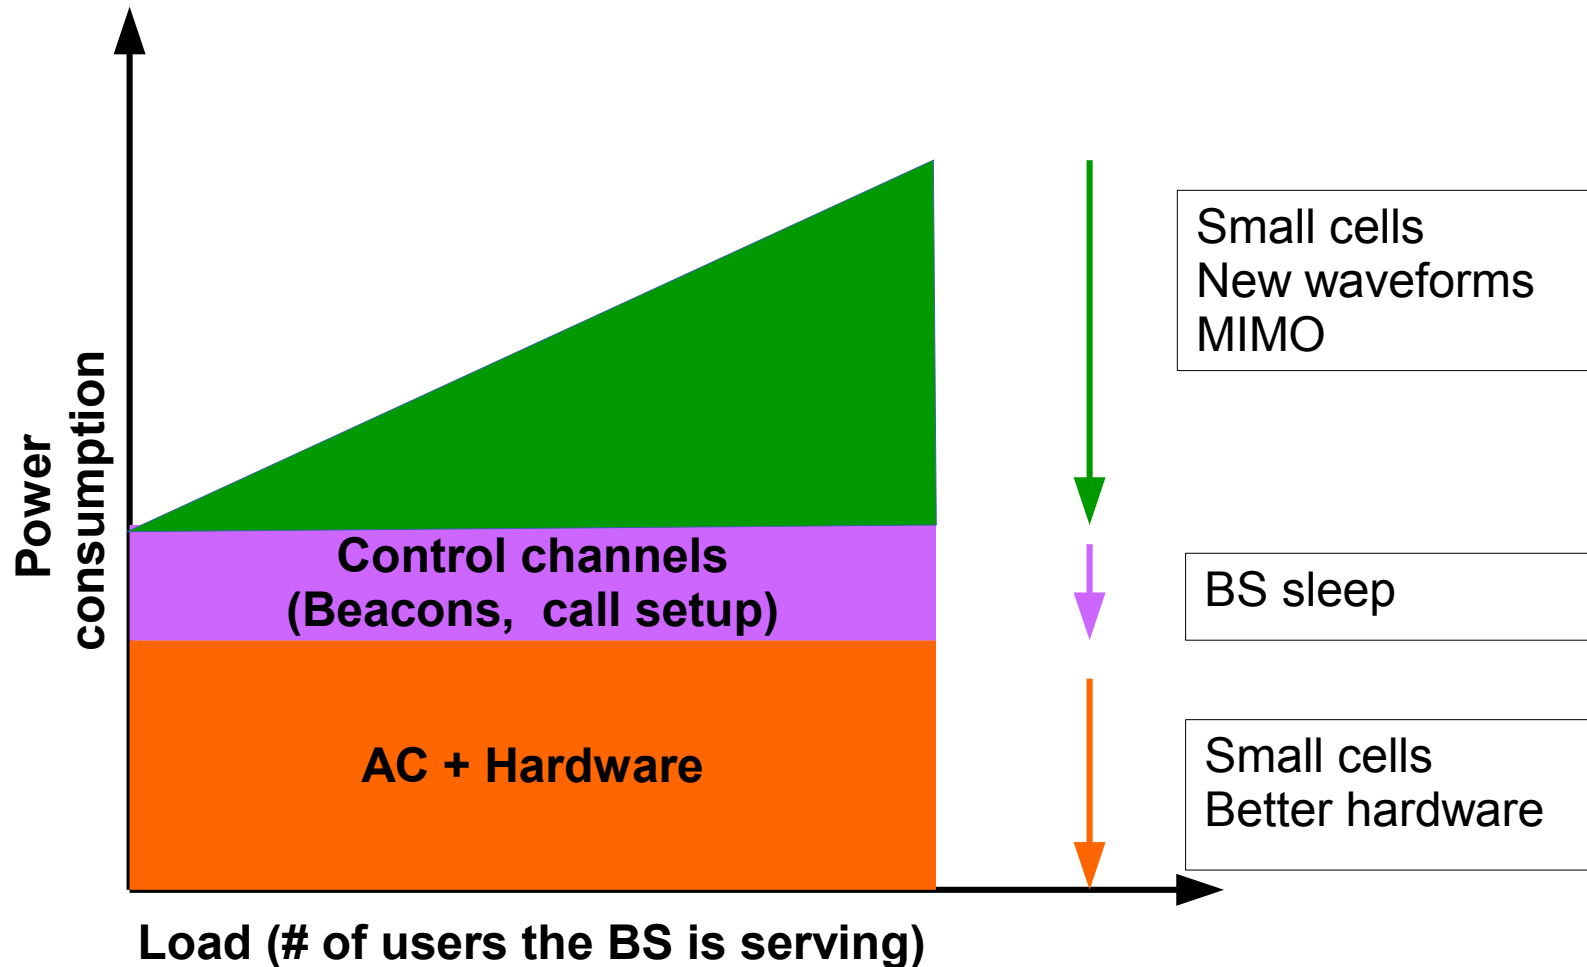 Power
consumption
Small cells
New waveforms
MIMO
Control channels
(Beacons,  call setup)
BS sleep
AC + Hardware
Small cells
Better hardware
Load (# of users the BS is serving)